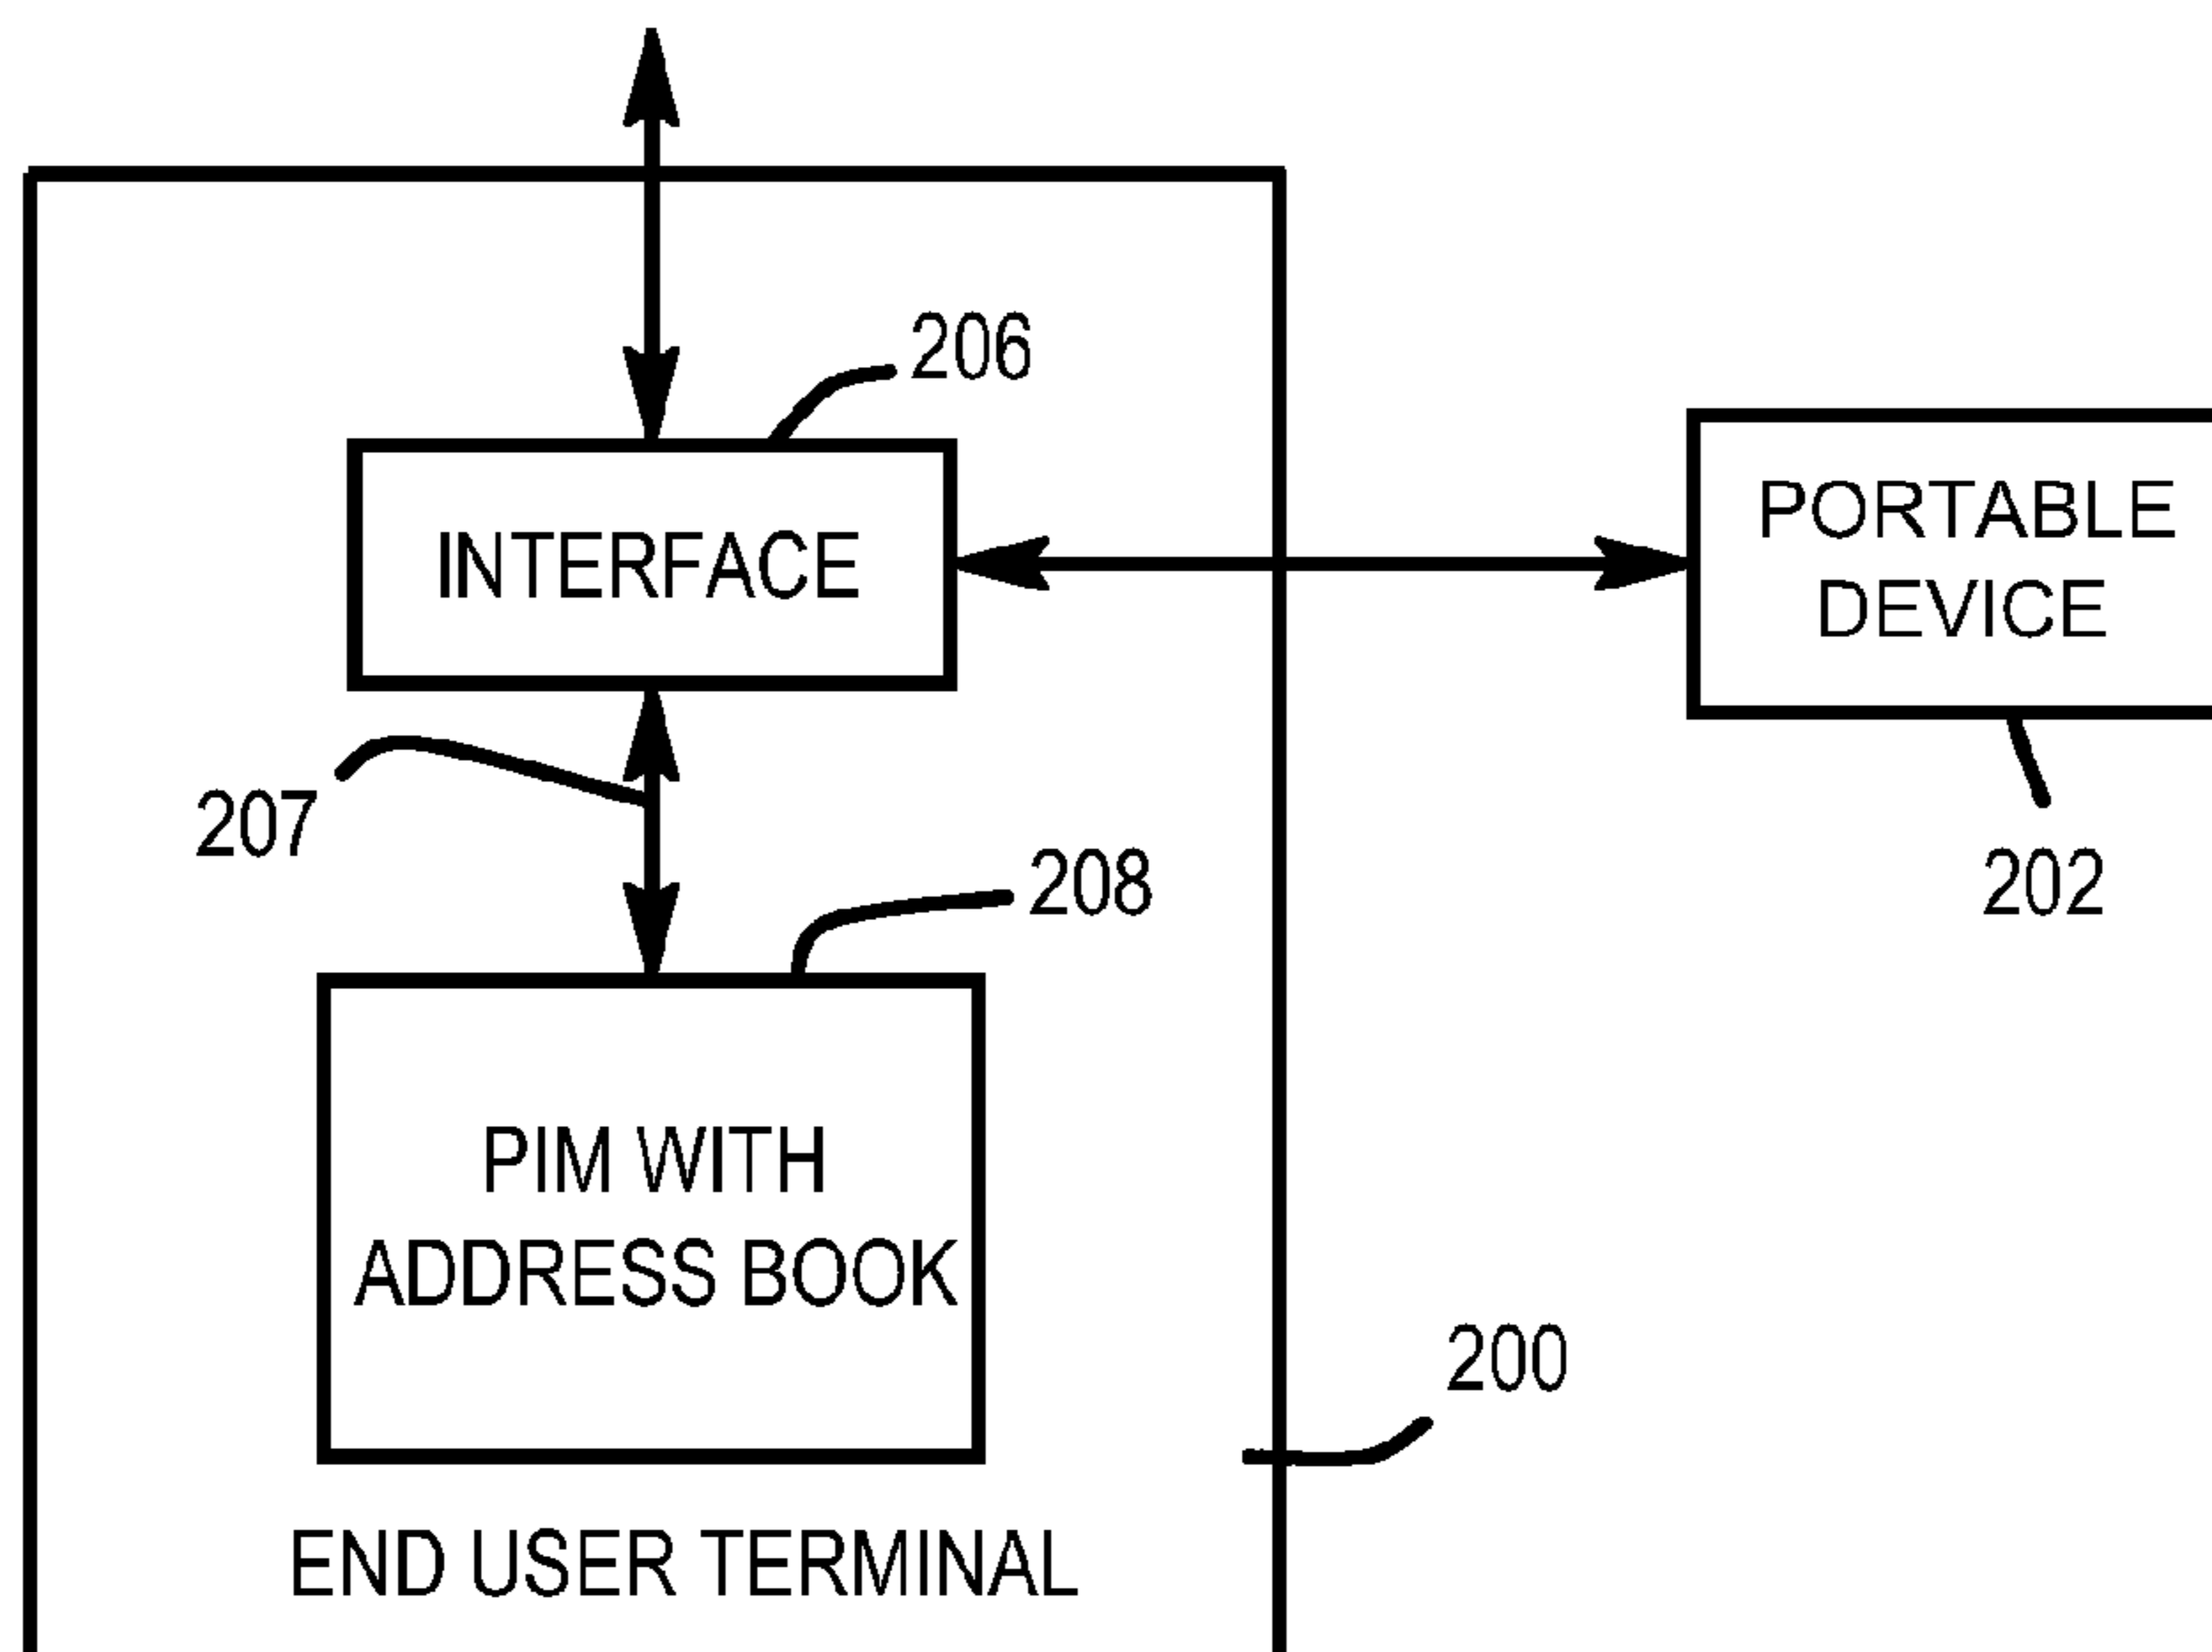 206
INTERFACE
PORTABLE
DEVICE
207
208
202
PIM WITH
ADDRESS BOOK
200
END USER TERMINAL